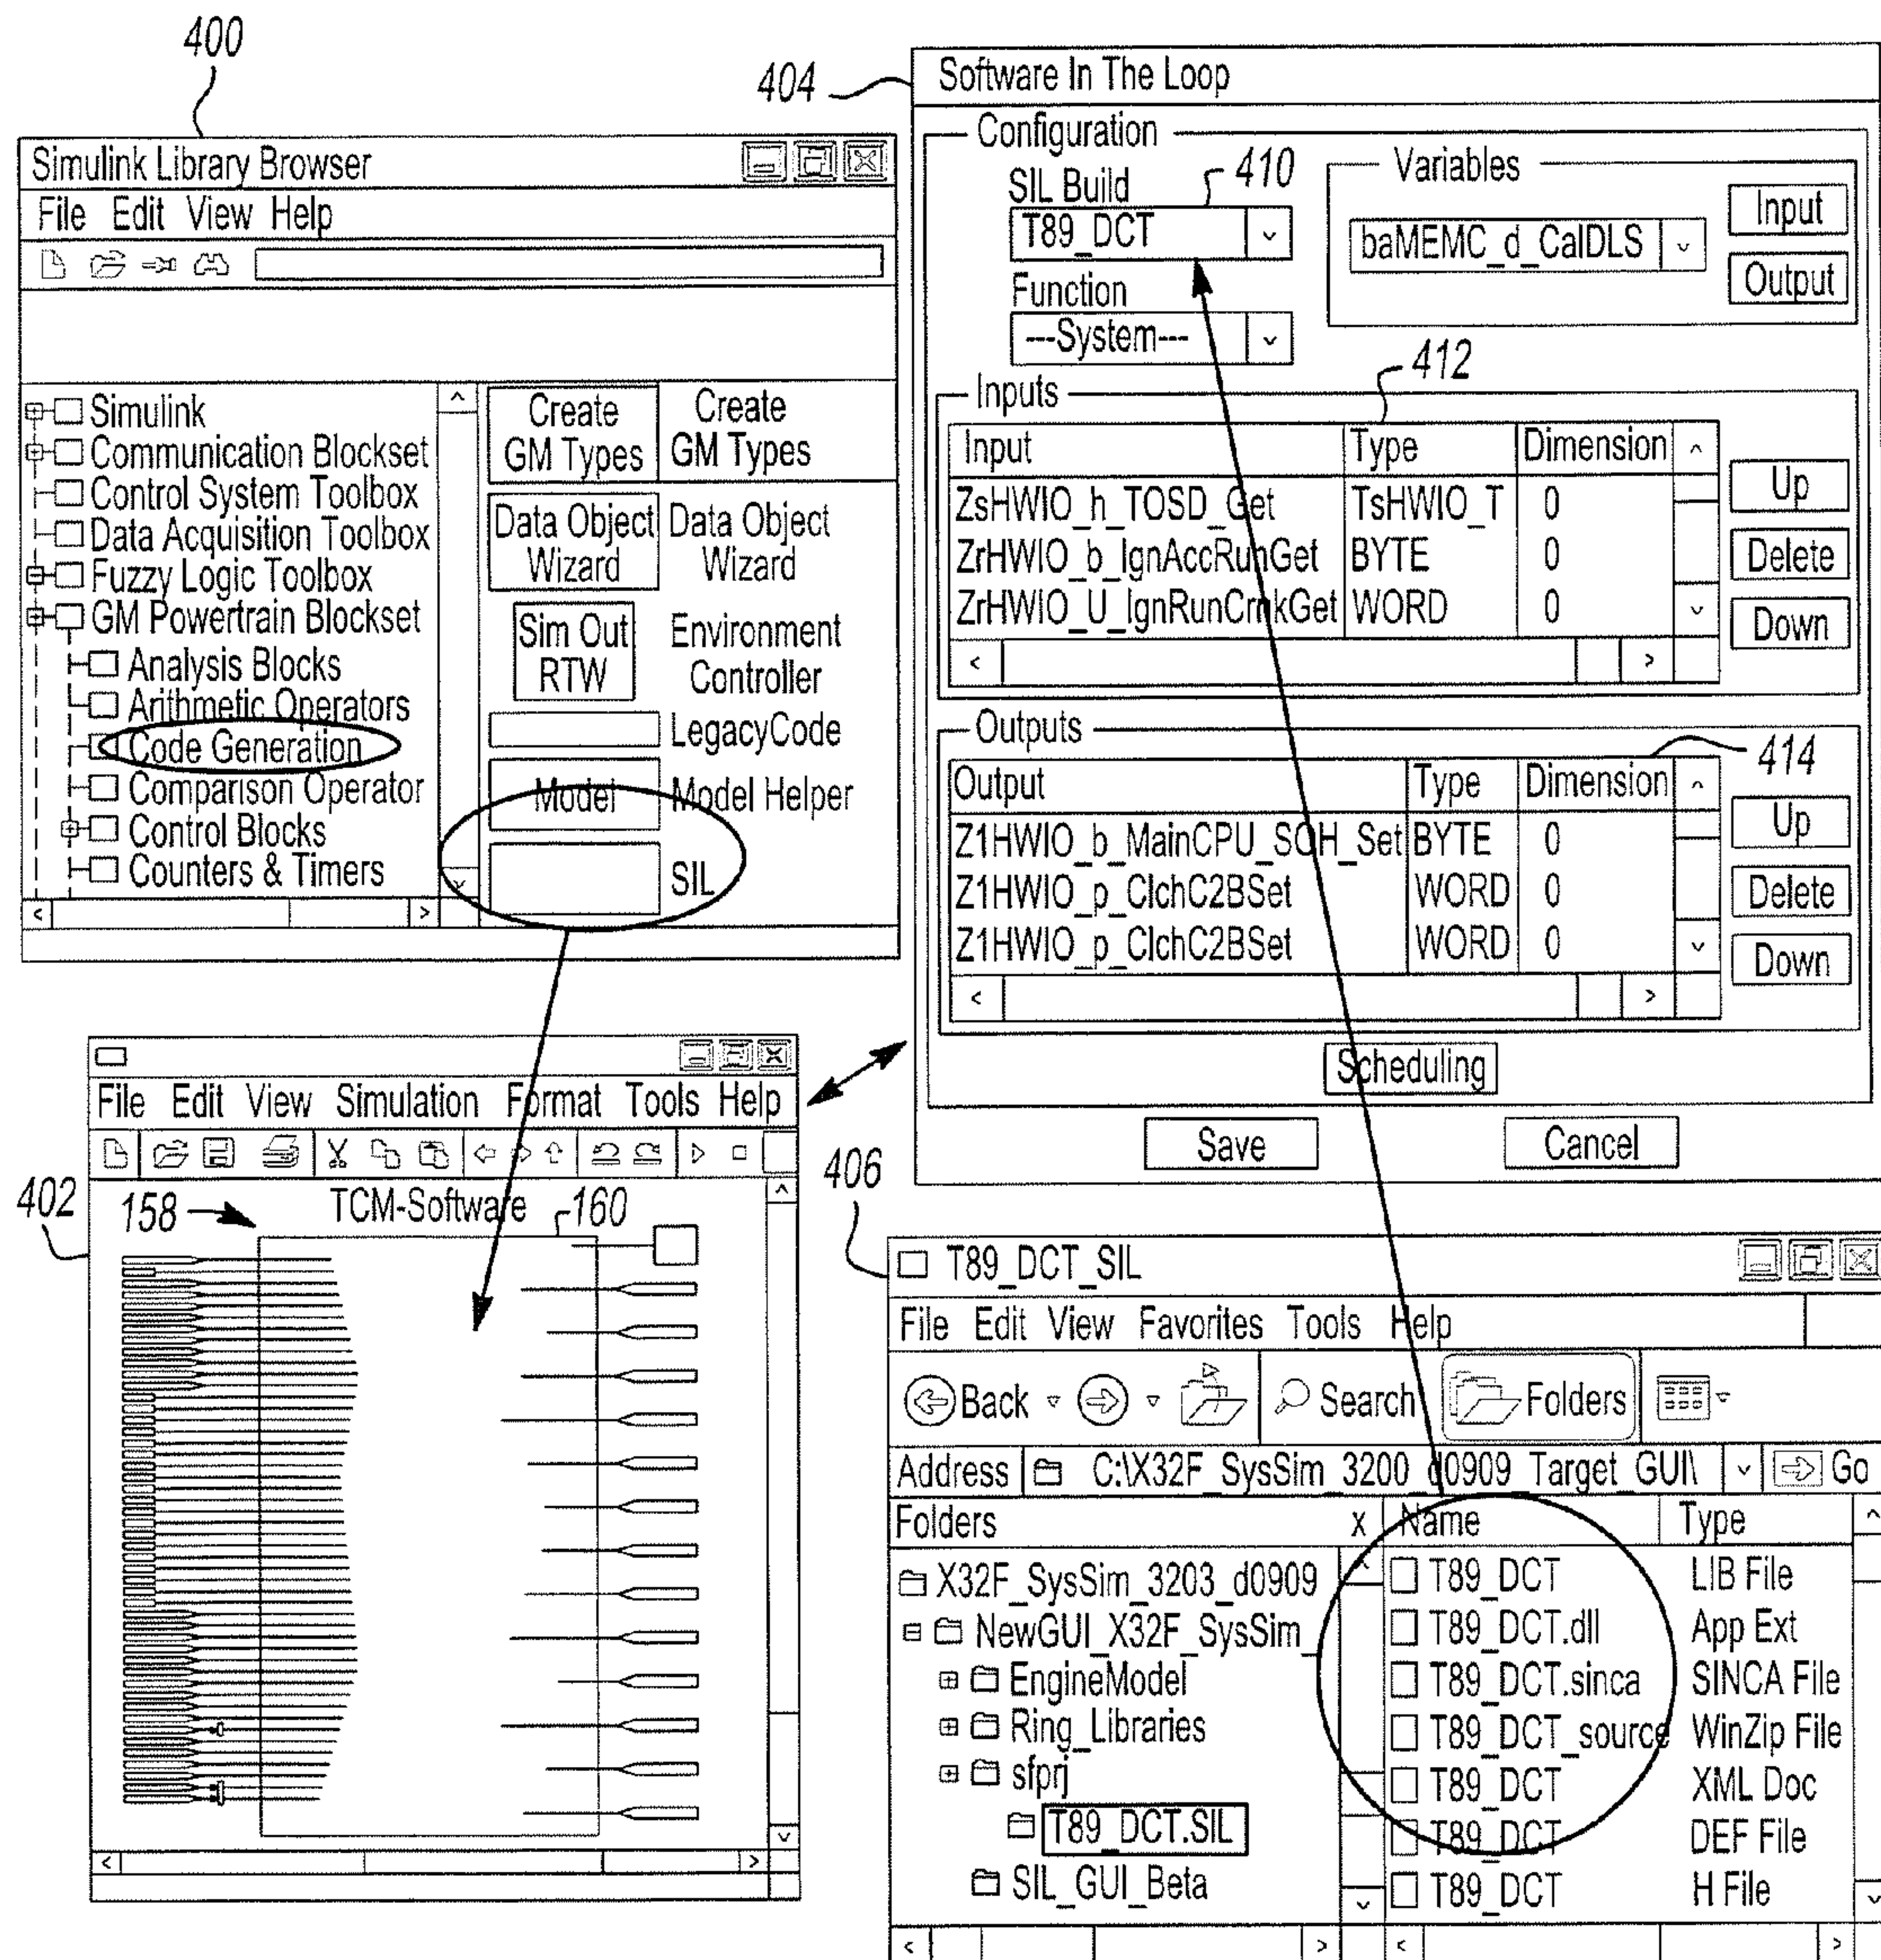 400
Simulink Library Browser
File Edit View Help
Simulink
Communication Blockset
Control System Toolbox
Data Acquisition Toolbox
Fuzzy Logic Toolbox
GM Powertrain Blockset
Analysis Blocks
Arithmetic Operators
Code Generation
Comparison Operator
Control Blocks
Counters & Timers
Create
GM Types
Create
GM Types
Data Object
Wizard
Data Object
Wizard
Sim Out
RTW
Environment
Controller
LegacyCode
Model
Model Helper
SIL
404
Software In The Loop
Configuration
SIL Build
410
T89_DCT
Function
---System---
Variables
baMEMC_d_CalDLS
Input
Output
412
Inputs
Input Type Dimension
ZsHWIO_h_TOSD_Get TsHWIO_T 0
ZrHWIO_b_IgnAccRunGet BYTE 0
ZrHWIO_U_IgnRunCrnkGet WORD 0
Up
Delete
Down
Outputs
414
Output Type Dimension
Z1HWIO_b_MainCPU_SOH_Set BYTE 0
Z1HWIO_p_ClchC2BSet WORD 0
Z1HWIO_p_ClchC2BSet WORD 0
Up
Delete
Down
Scheduling
Save Cancel
402
File Edit View Simulation Format Tools Help
158 TCM-Software 160
406
T89_DCT_SIL
File Edit View Favorites Tools Help
Back Search Folders
Address C:\X32F_SysSim_3200_d0909_Target_GUI\ Go
Folders x
X32F_SysSim_3203_d0909
NewGUI_X32F_SysSim_
EngineModel
Ring_Libraries
sfprj
T89_DCT.SIL
SIL_GUI_Beta
Name Type
T89_DCT LIB File
T89_DCT.dll App Ext
T89_DCT.sinca SINCA File
T89_DCT_source WinZip File
T89_DCT XML Doc
T89_DCT DEF File
T89_DCT H File